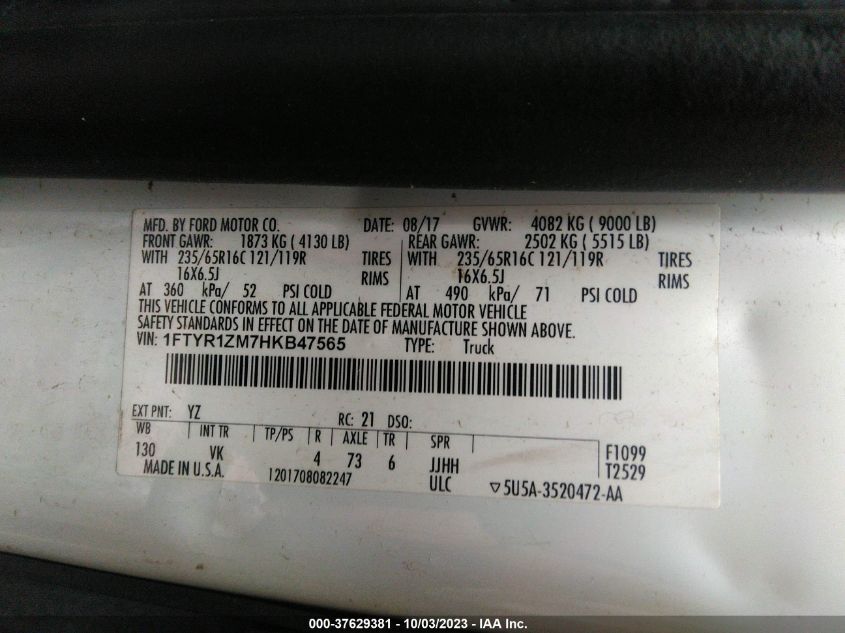 MFD. BY FORD MOTOR CO. DATE: 08/17 GVWR: 4082 KG ( 9000 LB)
FRONT GAWR: 1873 KG ( 4130 LB) REAR GAWR: 2502 KG ( 5515 LB)
WITH 235/65R16C 121/119R TIRES WITH 235/65R16C 121/119R TIRES
16X6.5J RIMS 16X6.5J RIMS
AT 360 kPa/ 52 PSI COLD AT 490 kPa/ 71 PSI COLD
THIS VEHICLE CONFORMS TO ALL APPLICABLE FEDERAL MOTOR VEHICLE
SAFETY STANDARDS IN EFFECT ON THE DATE OF MANUFACTURE SHOWN ABOVE.
VIN: 1FTYR1ZM7HKB47565 TYPE: Truck
EXT PNT: YZ RC: 21 DSO:
WB INT TR TP/PS R AXLE TR SPR F1099
130 VK 4 73 6 JJHH T2529
MADE IN U.S.A. 1201708082247 ULC ▽5U5A-3520472-AA
000-37629381 - 10/03/2023 - IAA Inc.